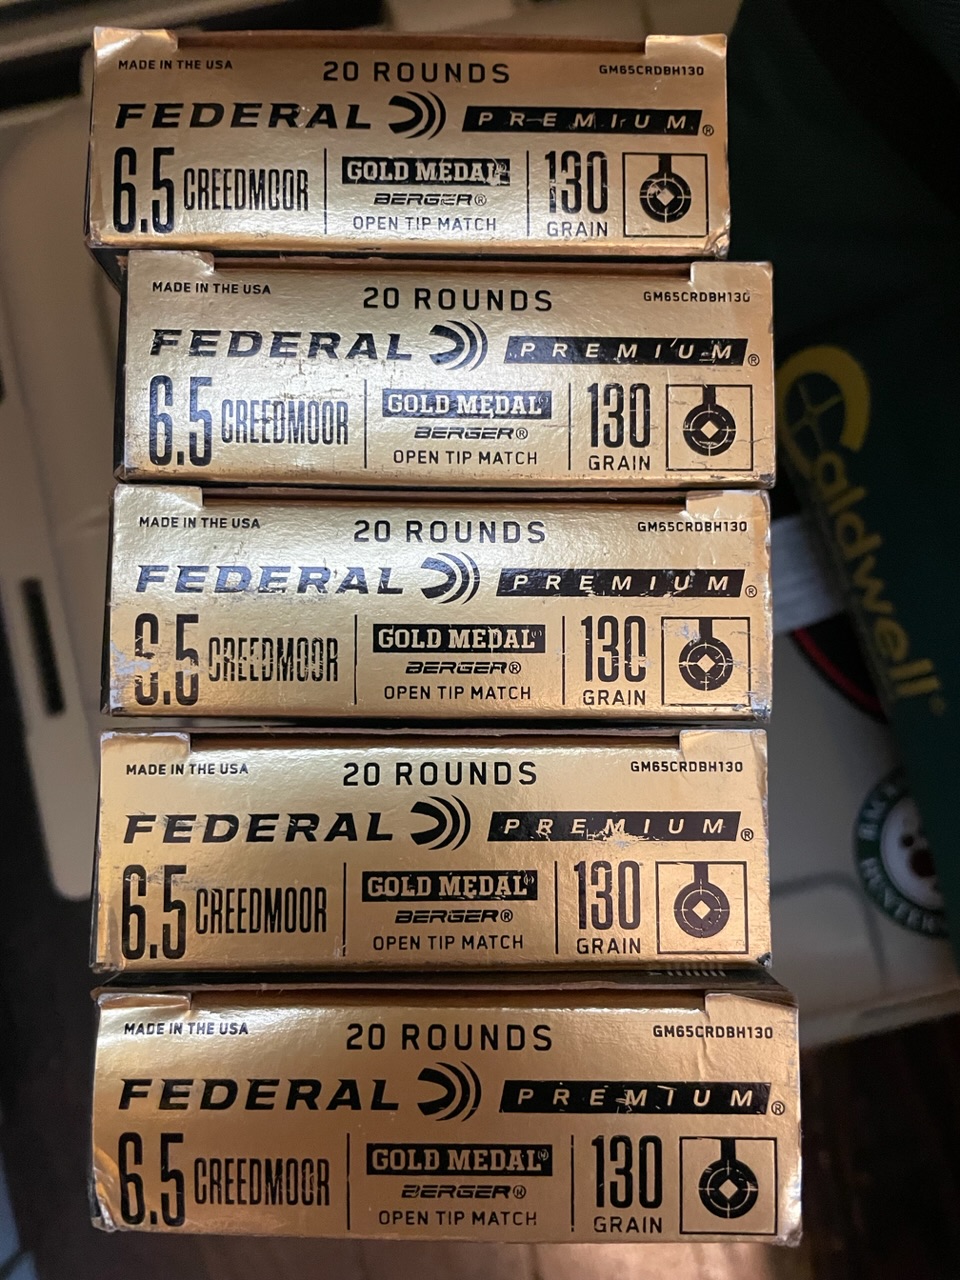 MADE IN THE USA
20 ROUNDS
GM65CRDBH130
FEDERAL PREMIUM®
6.5 CREEDMOOR
GOLD MEDAL®
BERGER®
OPEN TIP MATCH
130
GRAIN
MADE IN THE USA
20 ROUNDS
GM65CRDBH130
FEDERAL PREMIUM®
6.5 CREEDMOOR
GOLD MEDAL®
BERGER®
OPEN TIP MATCH
130
GRAIN
MADE IN THE USA
20 ROUNDS
GM65CRDBH130
FEDERAL PREMIUM®
6.5 CREEDMOOR
GOLD MEDAL®
BERGER®
OPEN TIP MATCH
130
GRAIN
MADE IN THE USA
20 ROUNDS
GM65CRDBH130
FEDERAL PREMIUM®
6.5 CREEDMOOR
GOLD MEDAL®
BERGER®
OPEN TIP MATCH
130
GRAIN
MADE IN THE USA
20 ROUNDS
GM65CRDBH130
FEDERAL PREMIUM®
6.5 CREEDMOOR
GOLD MEDAL®
BERGER®
OPEN TIP MATCH
130
GRAIN
Caldwell®